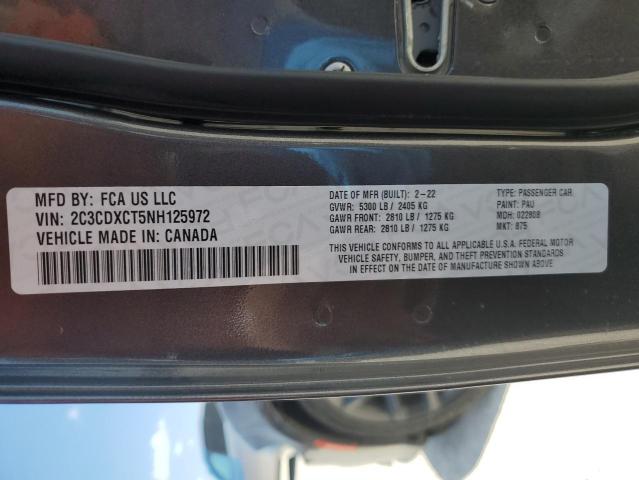 MFD BY: FCA US LLC
VIN: 2C3CDXCT5NH125972
VEHICLE MADE IN: CANADA
DATE OF MFR (BUILT): 2-22
GVWR: 5300 LB / 2405 KG
GAWR FRONT: 2810 LB / 1275 KG
GAWR REAR: 2810 LB / 1275 KG
TYPE: PASSENGER CAR
PAINT: PAU
MDH: 022808
MKT: 875
THIS VEHICLE CONFORMS TO ALL APPLICABLE U.S.A. FEDERAL MOTOR
VEHICLE SAFETY, BUMPER, AND THEFT PREVENTION STANDARDS
IN EFFECT ON THE DATE OF MANUFACTURE SHOWN ABOVE